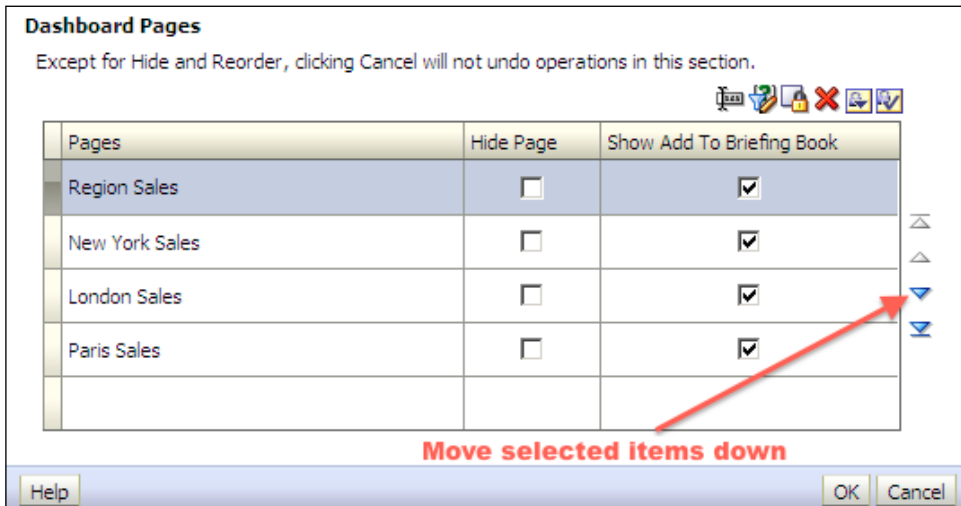 Dashboard Pages
Except for Hide and Reorder, clicking Cancel will not undo operations in this section.
Pages Hide Page Show Add To Briefing Book
Region Sales
New York Sales
London Sales
Paris Sales
Move selected items down
Help OK Cancel